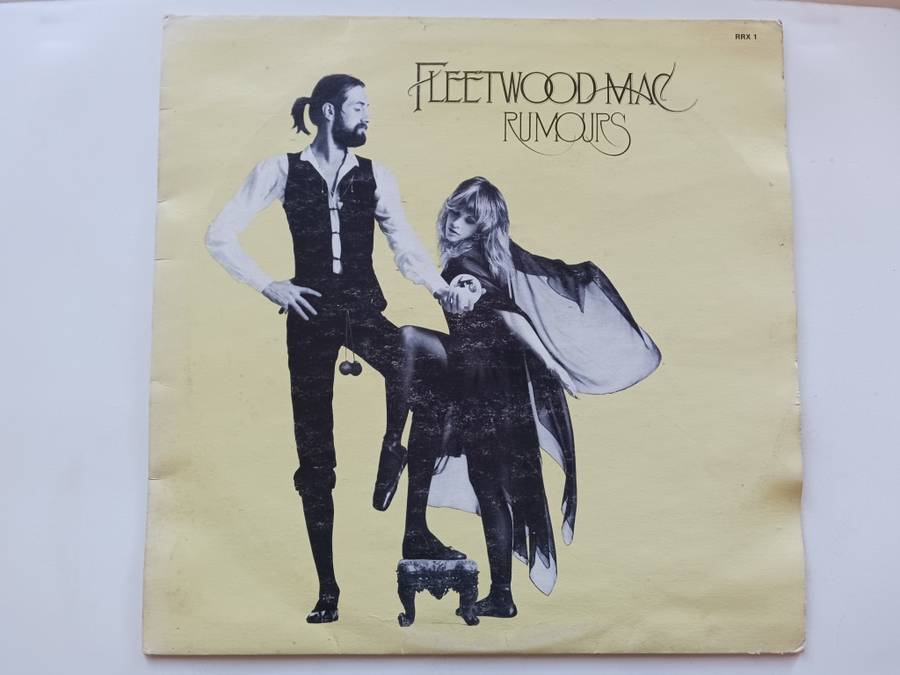 RRX 1
FLEETWOOD MAC
RUMOURS